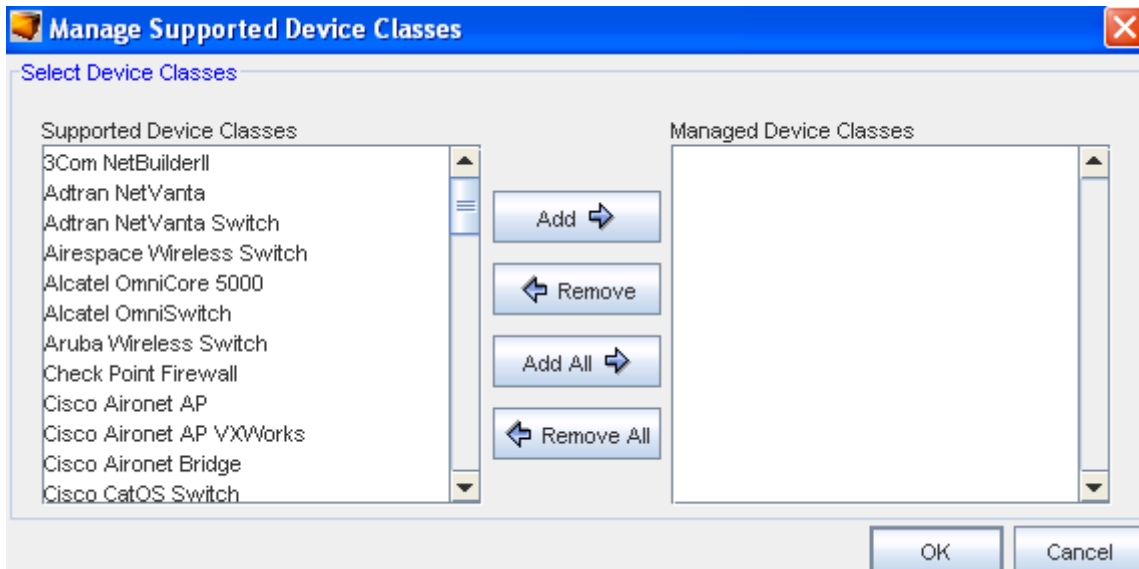 Manage Supported Device Classes
Select Device Classes
Supported Device Classes
3Com NetBuilderII
Adtran NetVanta
Adtran NetVanta Switch
Airespace Wireless Switch
Alcatel OmniCore 5000
Alcatel OmniSwitch
Aruba Wireless Switch
Check Point Firewall
Cisco Aironet AP
Cisco Aironet AP VXWorks
Cisco Aironet Bridge
Cisco CatOS Switch
Add
Remove
Add All
Remove All
Managed Device Classes
OK
Cancel